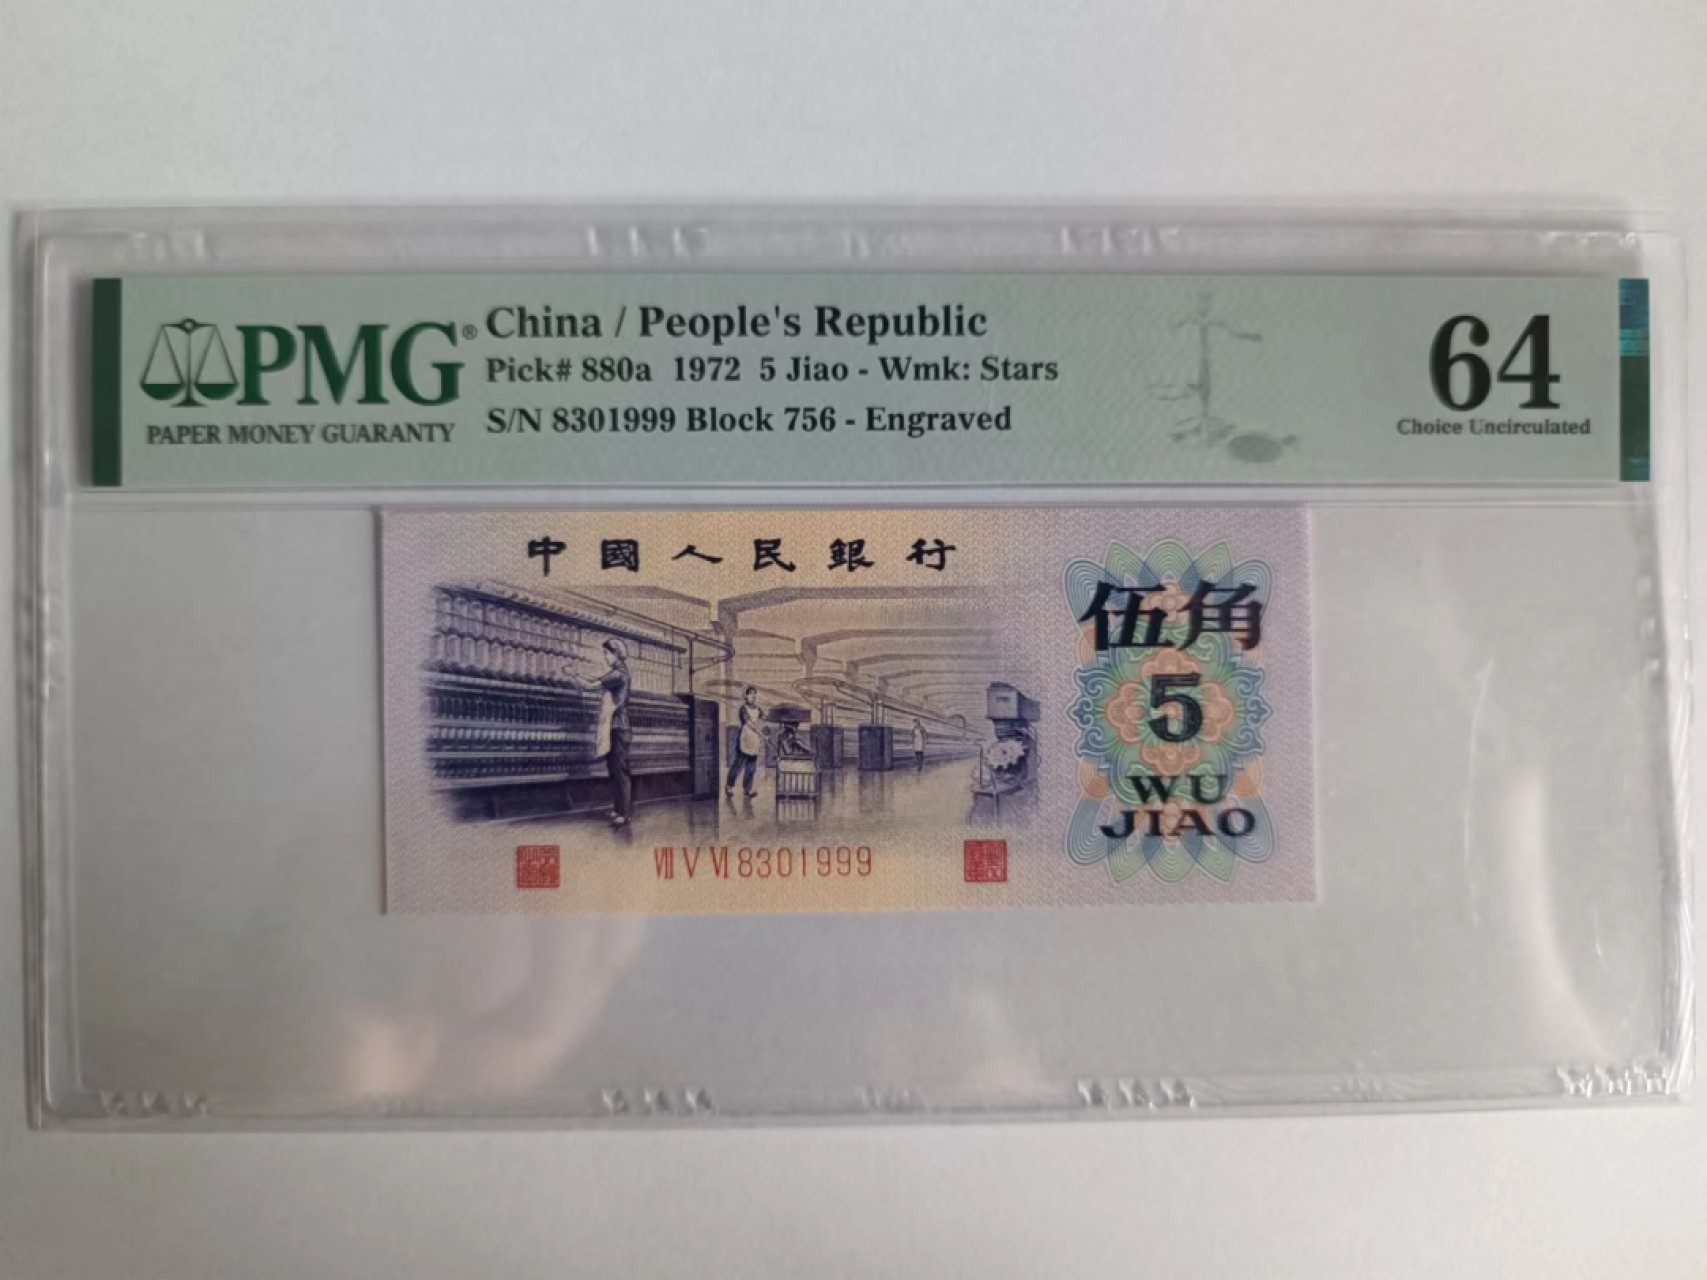 PMG®
PAPER MONEY GUARANTY
China / People's Republic
Pick# 880a 1972 5 Jiao - Wmk: Stars
S/N 8301999 Block 756 - Engraved
64
Choice Uncirculated
中國人民銀行
伍角
5
WU
JIAO
Ⅶ Ⅴ Ⅵ 8301999